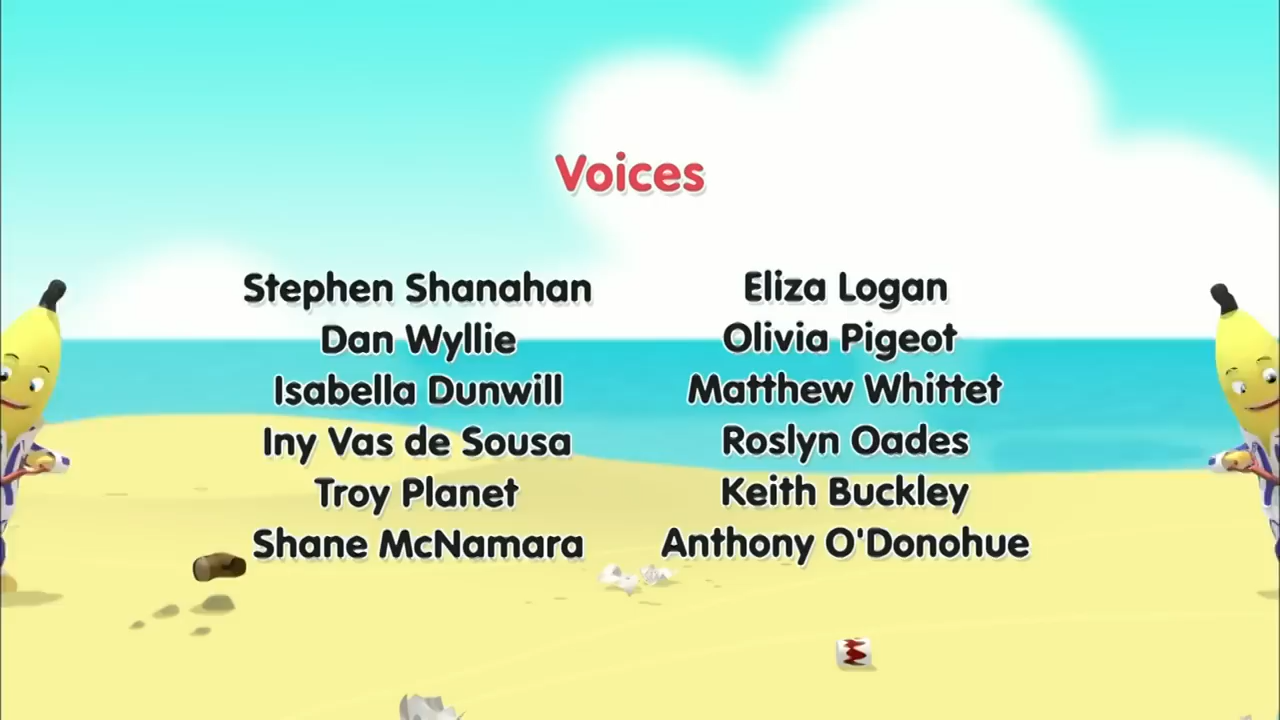 Voices
Stephen Shanahan
Dan Wyllie
Isabella Dunwill
Iny Vas de Sousa
Troy Planet
Shane McNamara
Eliza Logan
Olivia Pigeot
Matthew Whittet
Roslyn Oades
Keith Buckley
Anthony O'Donohue